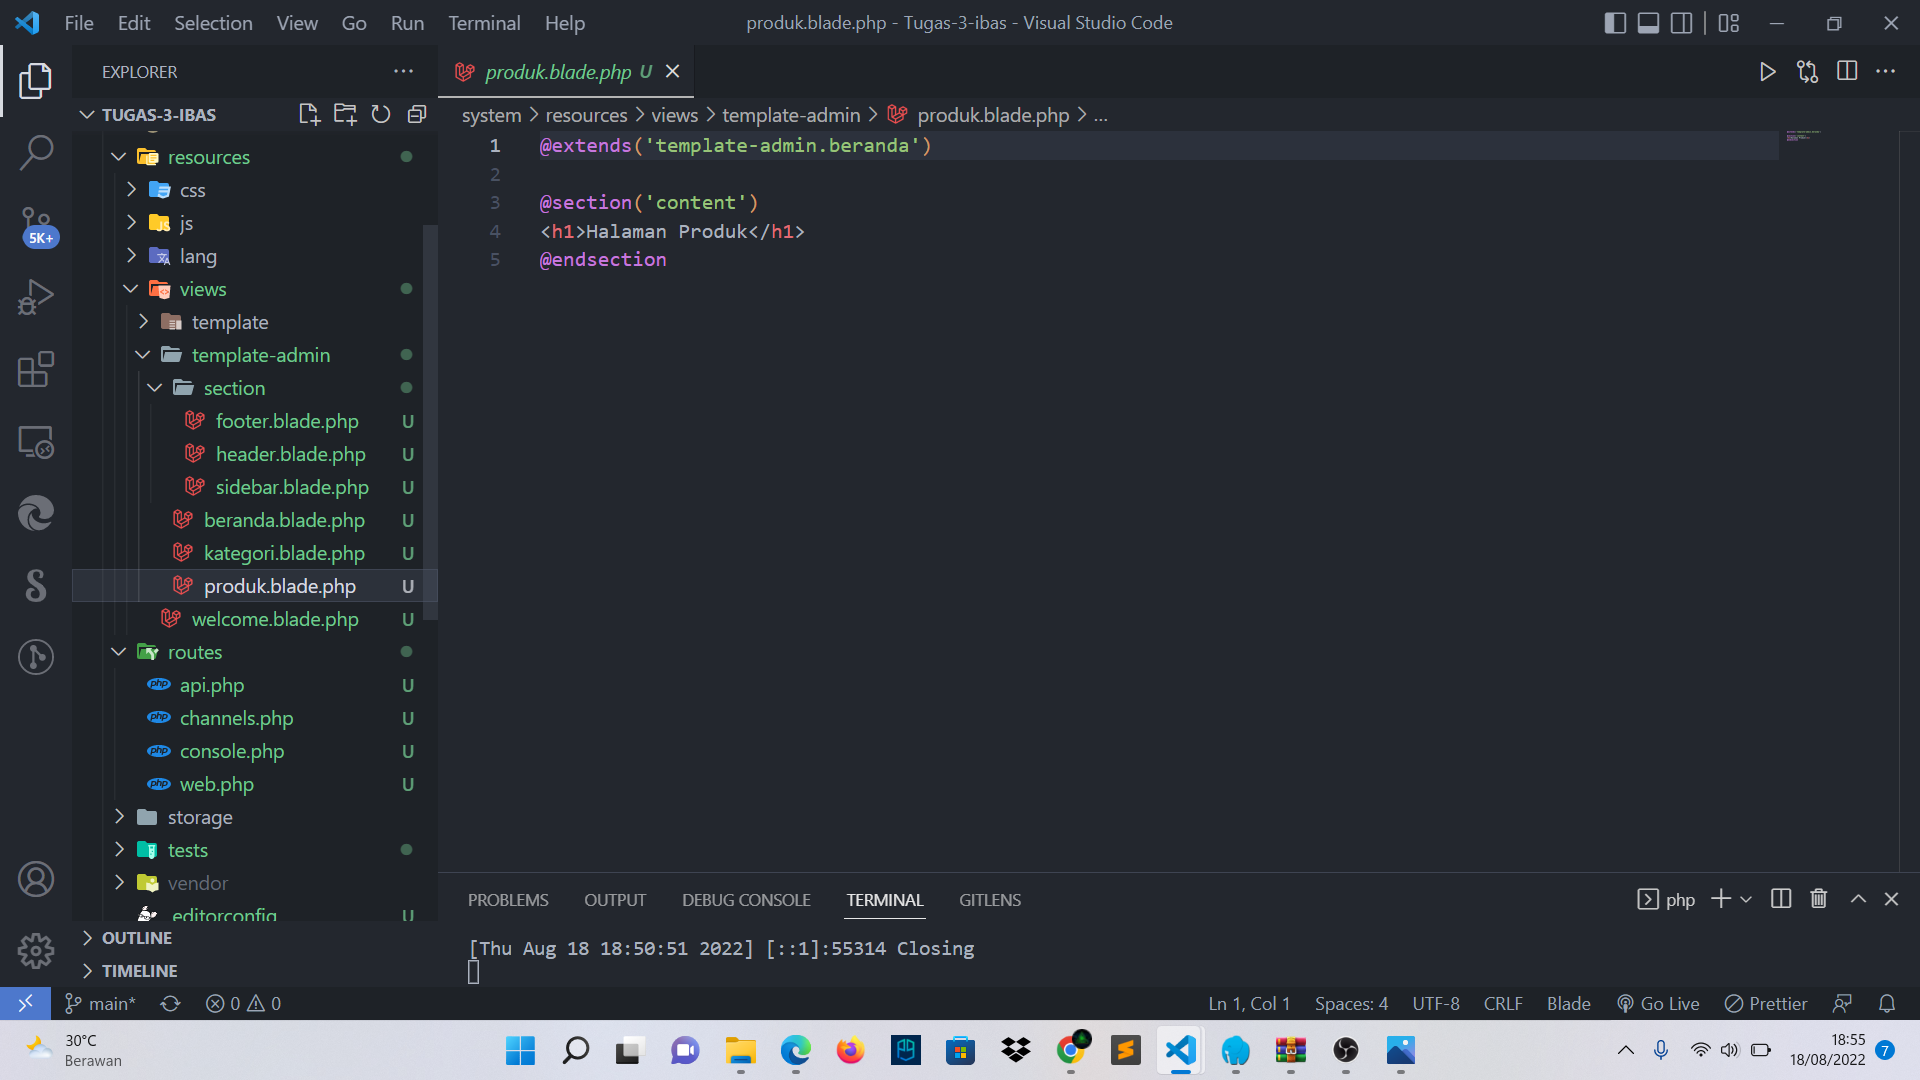 File Edit Selection View Go Run Terminal Help
produk.blade.php - Tugas-3-ibas - Visual Studio Code
EXPLORER
TUGAS-3-IBAS
resources
css
js
lang
views
template
template-admin
section
footer.blade.php U
header.blade.php U
sidebar.blade.php U
beranda.blade.php U
kategori.blade.php U
produk.blade.php U
welcome.blade.php U
routes
api.php U
channels.php U
console.php U
web.php U
storage
tests
vendor
.editorconfig U
OUTLINE
TIMELINE
5K+
produk.blade.php U
system > resources > views > template-admin > produk.blade.php > ...
1 @extends('template-admin.beranda')
2
3 @section('content')
4 <h1>Halaman Produk</h1>
5 @endsection
PROBLEMS OUTPUT DEBUG CONSOLE TERMINAL GITLENS
php
[Thu Aug 18 18:50:51 2022] [::1]:55314 Closing
main* 0 0
Ln 1, Col 1 Spaces: 4 UTF-8 CRLF Blade Go Live Prettier
30°C
Berawan
18:55
18/08/2022
7